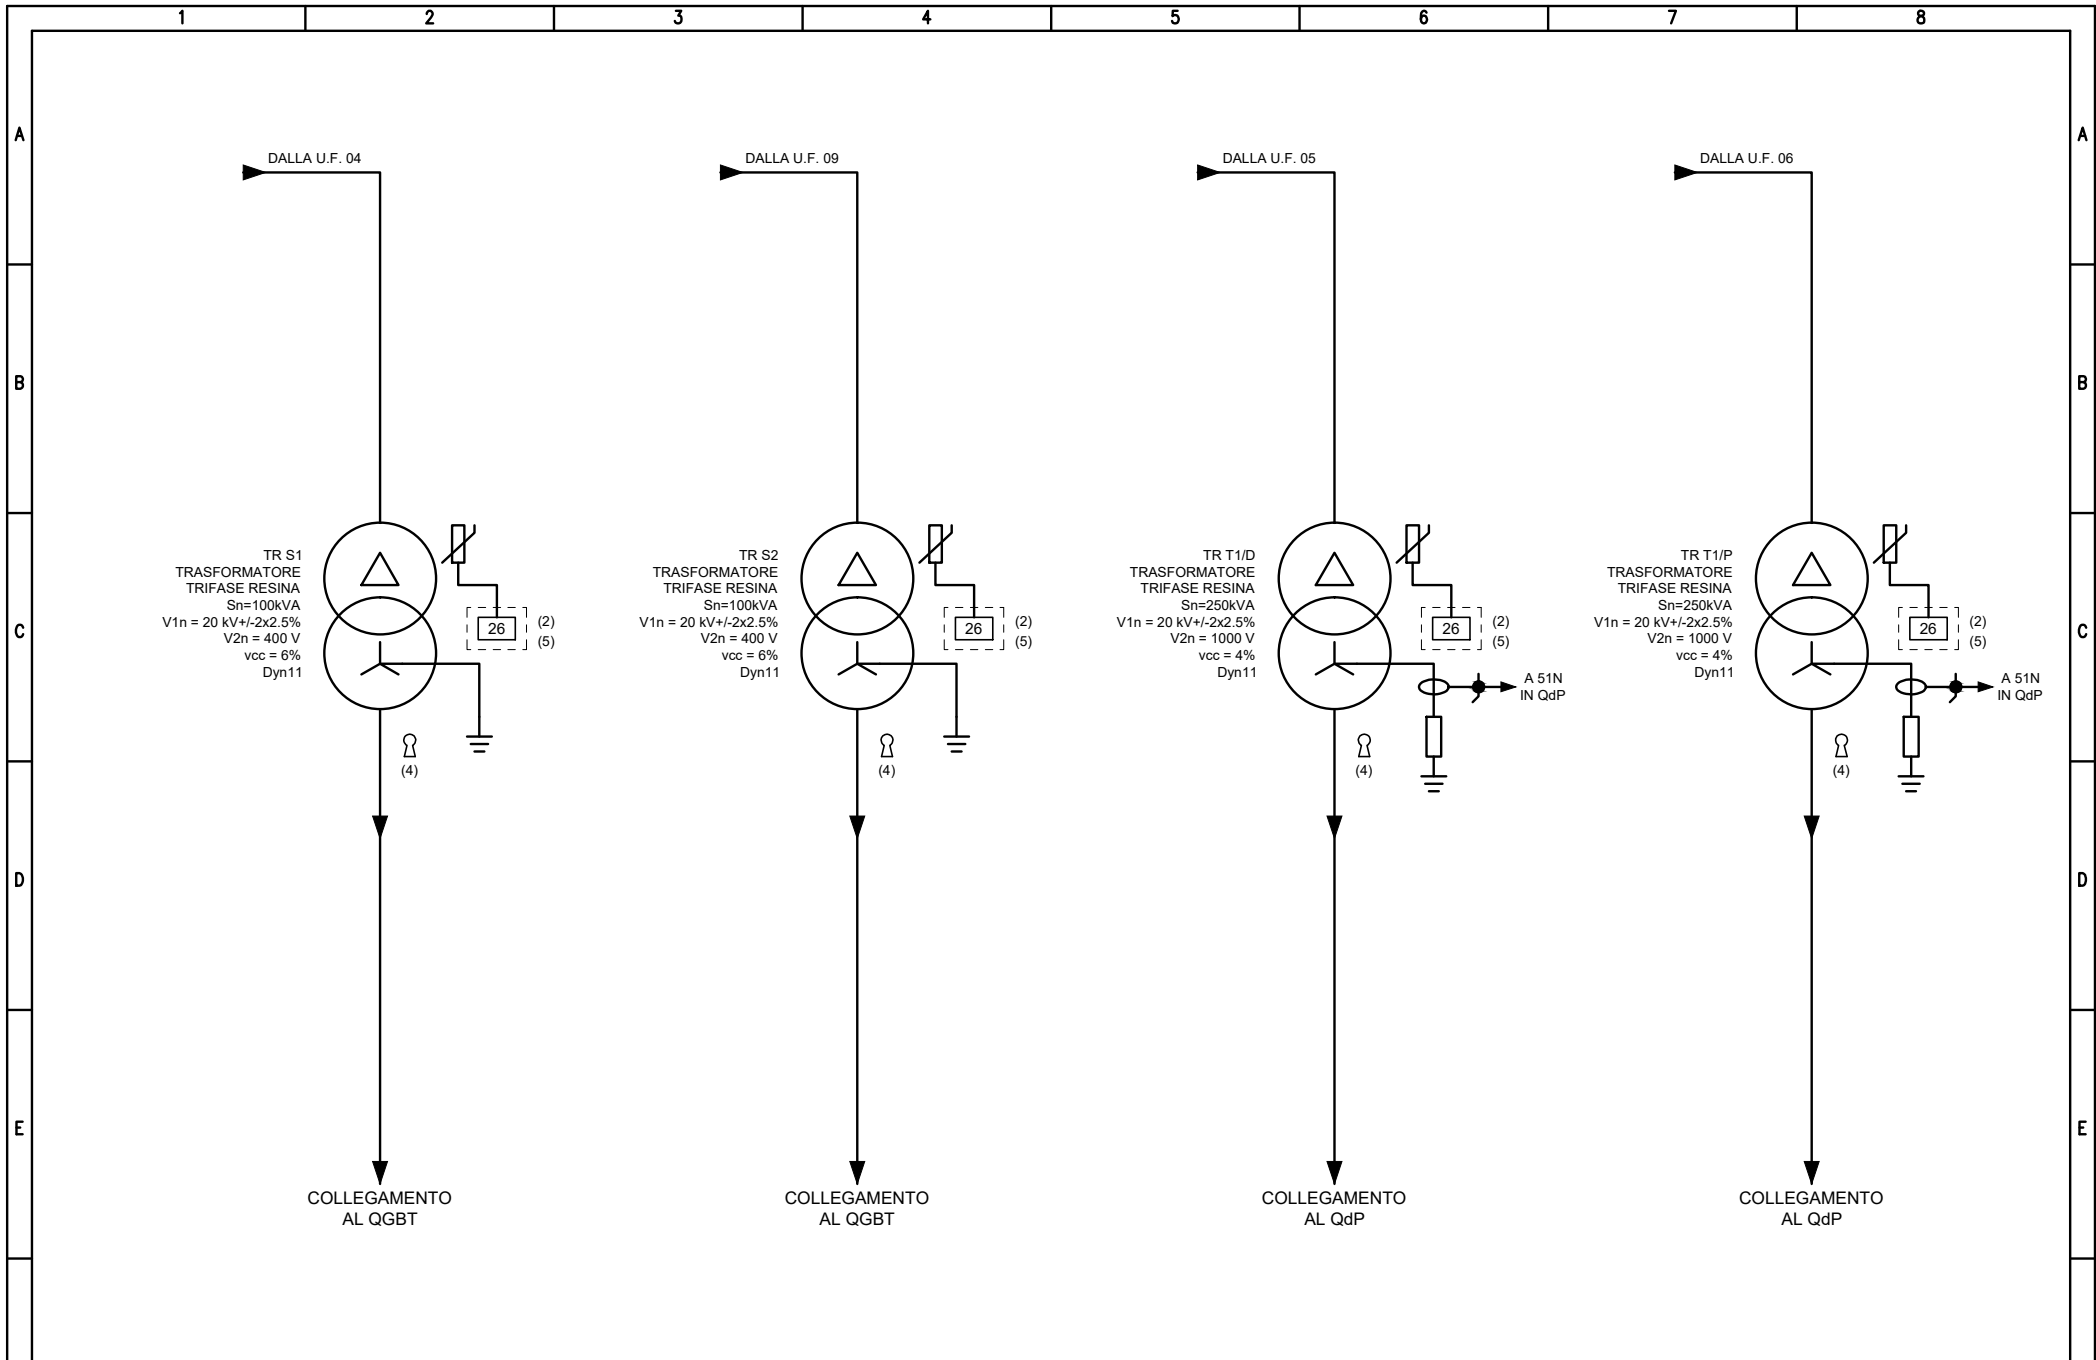 1 2 3 4 5 6 7 8
A A
B B
C C
D D
E E
DALLA U.F. 04
TR S1
TRASFORMATORE
TRIFASE RESINA
Sn=100kVA
V1n = 20 kV+/-2x2.5%
V2n = 400 V
vcc = 6%
Dyn11
26
(2)
(5)
(4)
COLLEGAMENTO
AL QGBT
DALLA U.F. 09
TR S2
TRASFORMATORE
TRIFASE RESINA
Sn=100kVA
V1n = 20 kV+/-2x2.5%
V2n = 400 V
vcc = 6%
Dyn11
26
(2)
(5)
(4)
COLLEGAMENTO
AL QGBT
DALLA U.F. 05
TR T1/D
TRASFORMATORE
TRIFASE RESINA
Sn=250kVA
V1n = 20 kV+/-2x2.5%
V2n = 1000 V
vcc = 4%
Dyn11
26
(2)
(5)
A 51N
IN QdP
(4)
COLLEGAMENTO
AL QdP
DALLA U.F. 06
TR T1/P
TRASFORMATORE
TRIFASE RESINA
Sn=250kVA
V1n = 20 kV+/-2x2.5%
V2n = 1000 V
vcc = 4%
Dyn11
26
(2)
(5)
A 51N
IN QdP
(4)
COLLEGAMENTO
AL QdP